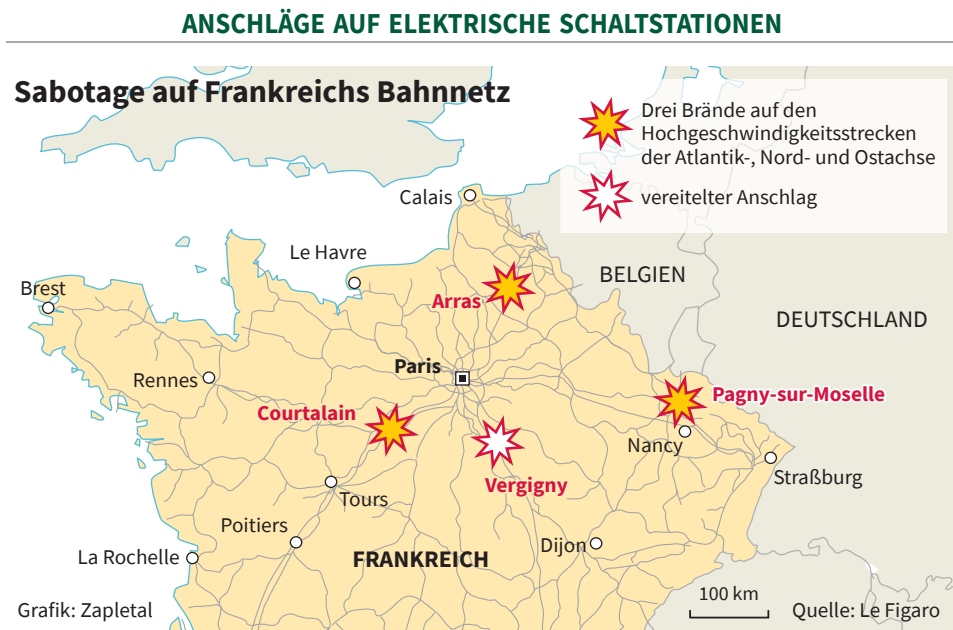 ANSCHLÄGE AUF ELEKTRISCHE SCHALTSTATIONEN
Sabotage auf Frankreichs Bahnnetz
Drei Brände auf den
Hochgeschwindigkeitsstrecken
der Atlantik-, Nord- und Ostachse
vereitelter Anschlag
Calais
Le Havre
BELGIEN
Brest
Arras
DEUTSCHLAND
Paris
Rennes
Pagny-sur-Moselle
Courtalain
Nancy
Straßburg
Vergigny
Tours
Poitiers
Dijon
La Rochelle
FRANKREICH
100 km
Grafik: Zapletal
Quelle: Le Figaro